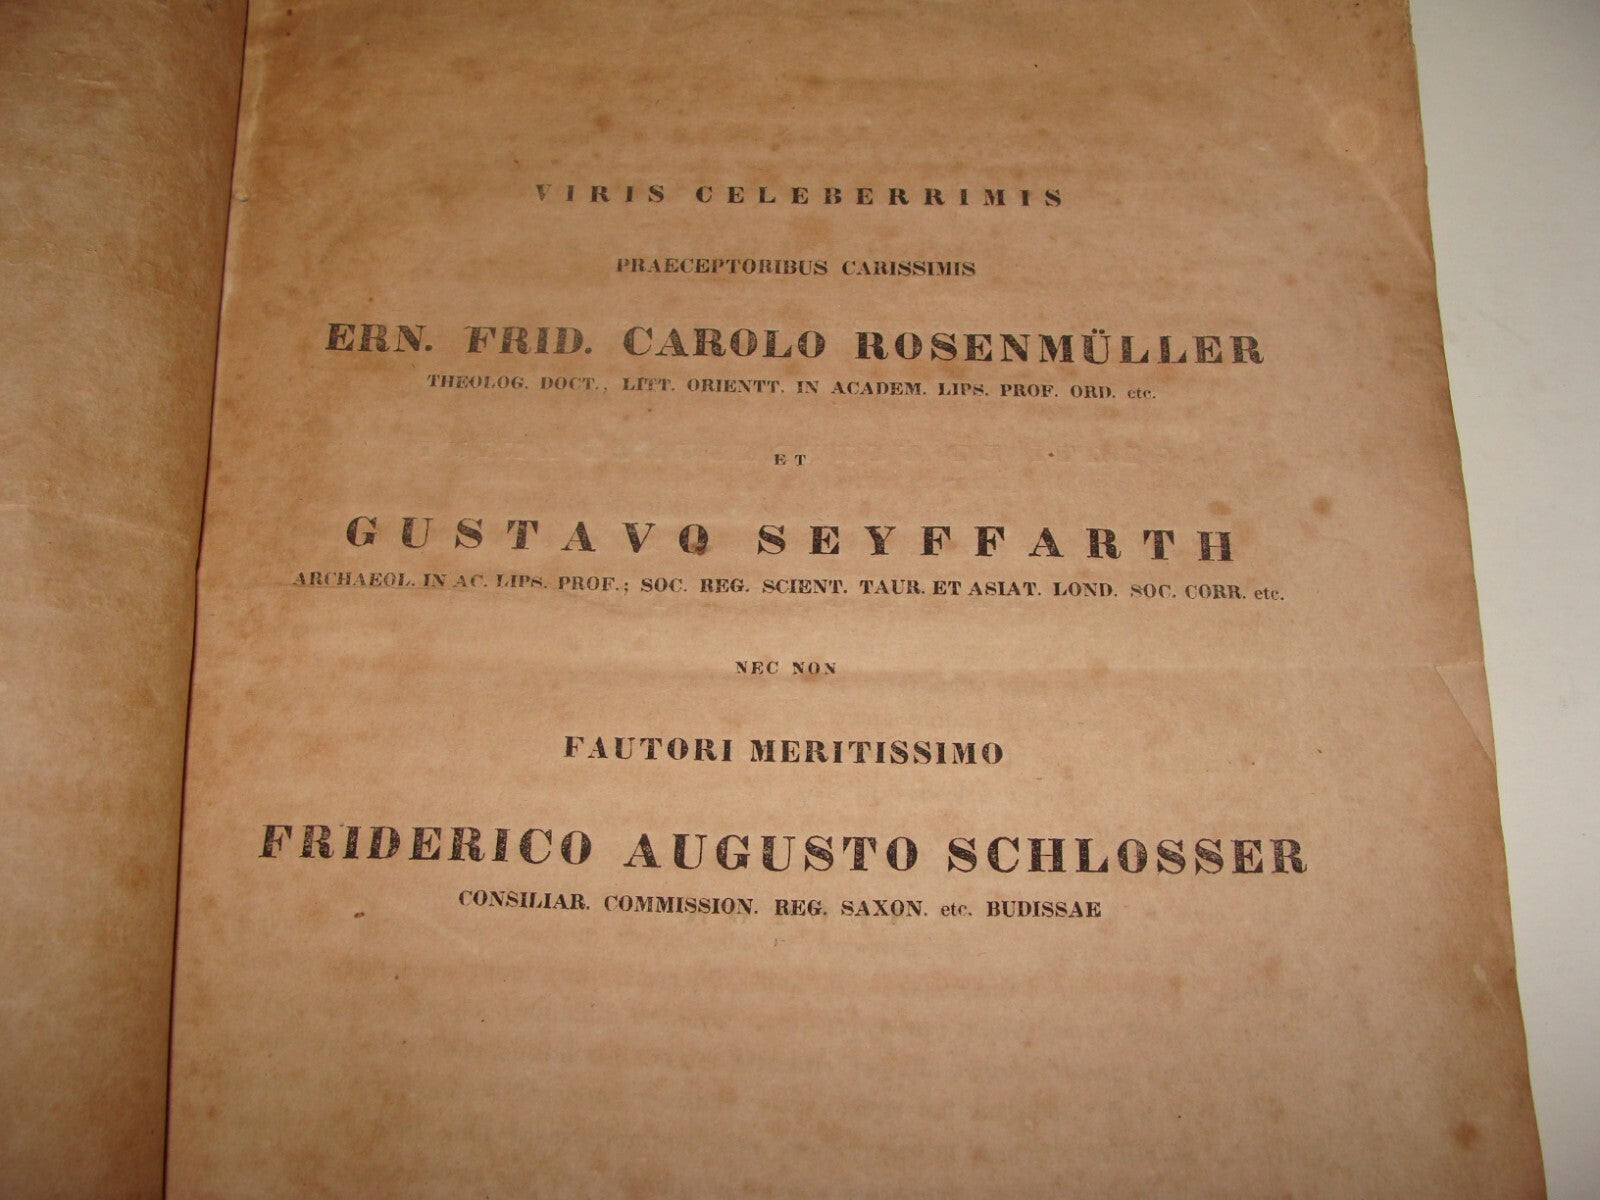 VIRIS CELEBERRIMIS
PRAECEPTORIBUS CARISSIMIS
ERN. FRID. CAROLO ROSENMÜLLER
THEOLOG. DOCT., LITT. ORIENTT. IN ACADEM. LIPS. PROF. ORD. etc.
ET
GUSTAVO SEYFFARTH
ARCHAEOL. IN AC. LIPS. PROF.; SOC. REG. SCIENT. TAUR. ET ASIAT. LOND. SOC. CORR. etc.
NEC NON
FAUTORI MERITISSIMO
FRIDERICO AUGUSTO SCHLOSSER
CONSILIAR. COMMISSION. REG. SAXON. etc. BUDISSAE